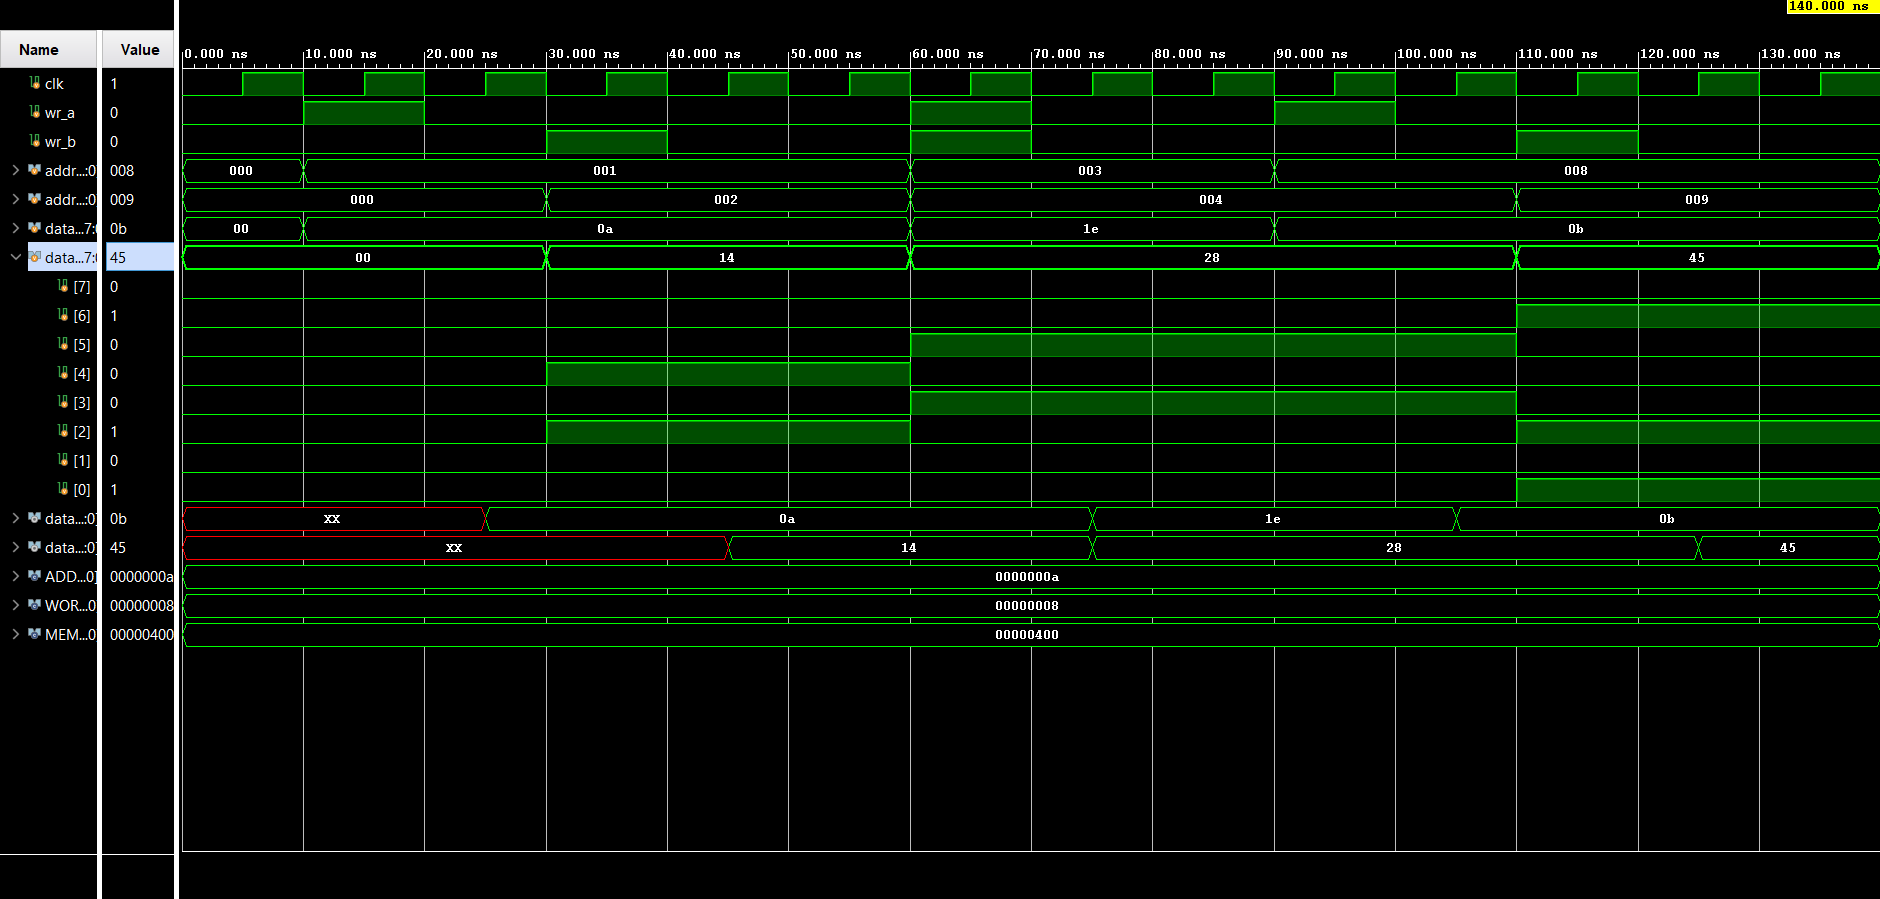 140.000 ns
Name Value
0.000 ns 10.000 ns 20.000 ns 30.000 ns 40.000 ns 50.000 ns 60.000 ns 70.000 ns 80.000 ns 90.000 ns 100.000 ns 110.000 ns 120.000 ns 130.000 ns
clk 1
wr_a 0
wr_b 0
addr...:0 008 000 001 003 008
addr...:0 009 000 002 004 009
data...7:0 0b 00 0a 1e 0b
data...7:0 45 00 14 28 45
[7] 0
[6] 1
[5] 0
[4] 0
[3] 0
[2] 1
[1] 0
[0] 1
data...:0] 0b XX 0a 1e 0b
data...:0] 45 XX 14 28 45
ADD...0] 0000000a 0000000a
WOR...0 00000008 00000008
MEM...0 00000400 00000400